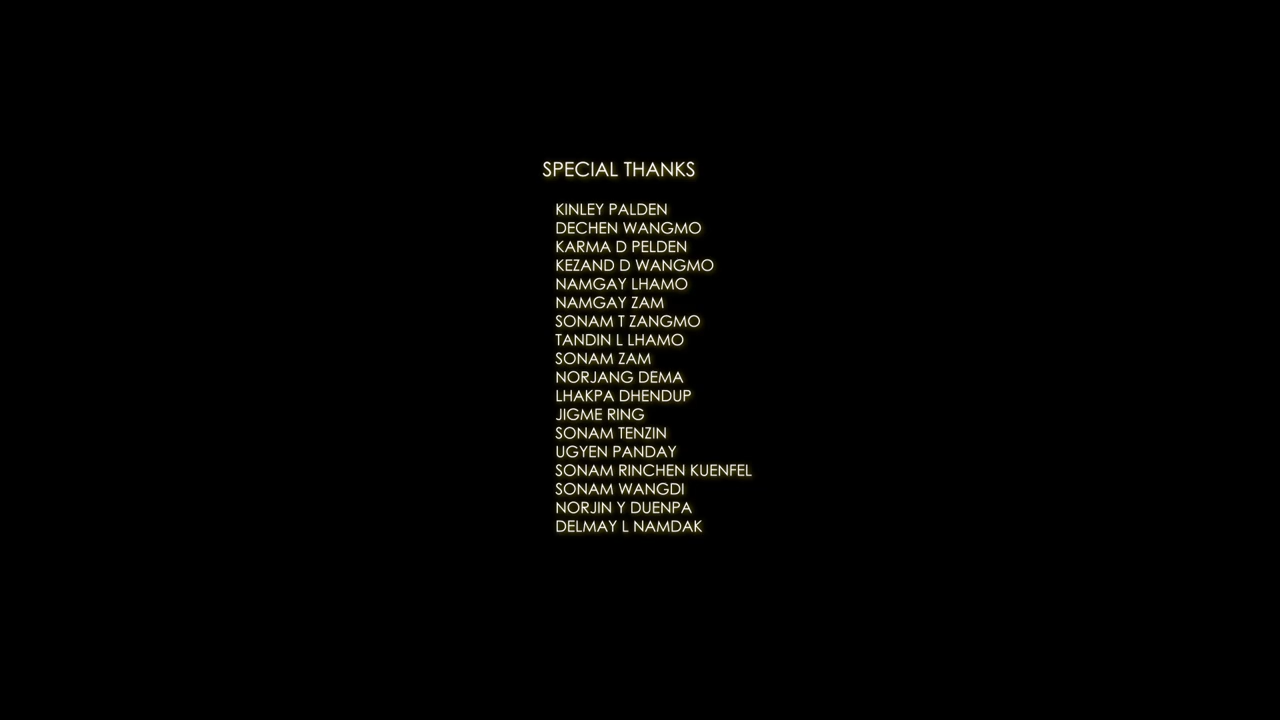 SPECIAL THANKS
KINLEY PALDEN
DECHEN WANGMO
KARMA D PELDEN
KEZAND D WANGMO
NAMGAY LHAMO
NAMGAY ZAM
SONAM T ZANGMO
TANDIN L LHAMO
SONAM ZAM
NORJANG DEMA
LHAKPA DHENDUP
JIGME RING
SONAM TENZIN
UGYEN PANDAY
SONAM RINCHEN KUENFEL
SONAM WANGDI
NORJIN Y DUENPA
DELMAY L NAMDAK